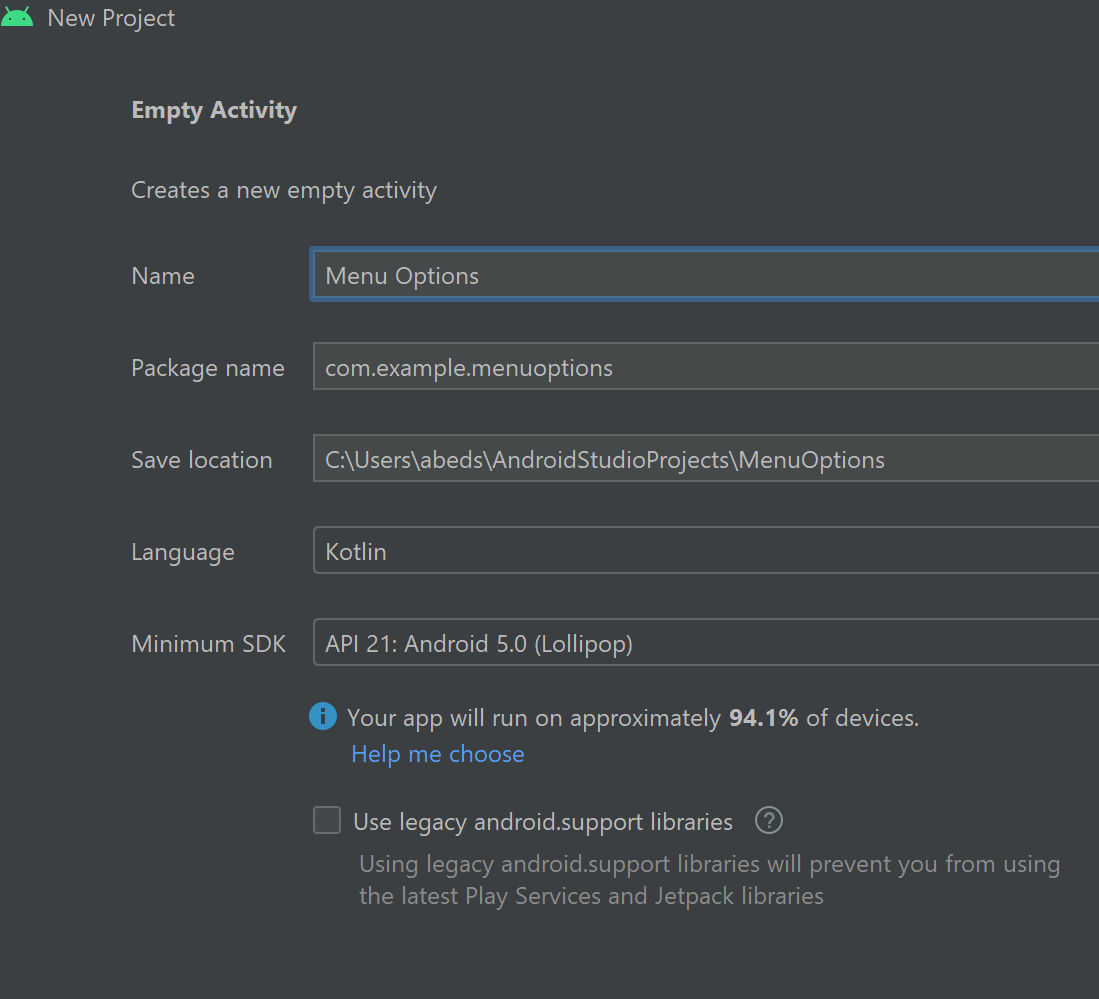 New Project
Empty Activity
Creates a new empty activity
Name
Menu Options
Package name
com.example.menuoptions
Save location
C:\Users\abeds\AndroidStudioProjects\MenuOptions
Language
Kotlin
Minimum SDK
API 21: Android 5.0 (Lollipop)
i Your app will run on approximately 94.1% of devices.
Help me choose
Use legacy android.support libraries ?
Using legacy android.support libraries will prevent you from using
the latest Play Services and Jetpack libraries